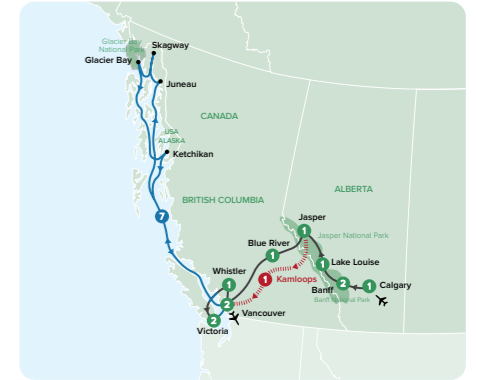 Glacier Bay
National Park
Skagway
Glacier Bay
Juneau
CANADA
USA
ALASKA
Ketchikan
BRITISH COLUMBIA
ALBERTA
7
Jasper
1
Jasper National Park
Blue River
1
1
Lake Louise
Whistler
1
1
Kamloops
Banff
2
1
Calgary
Banff National Park
2
Vancouver
2
Victoria